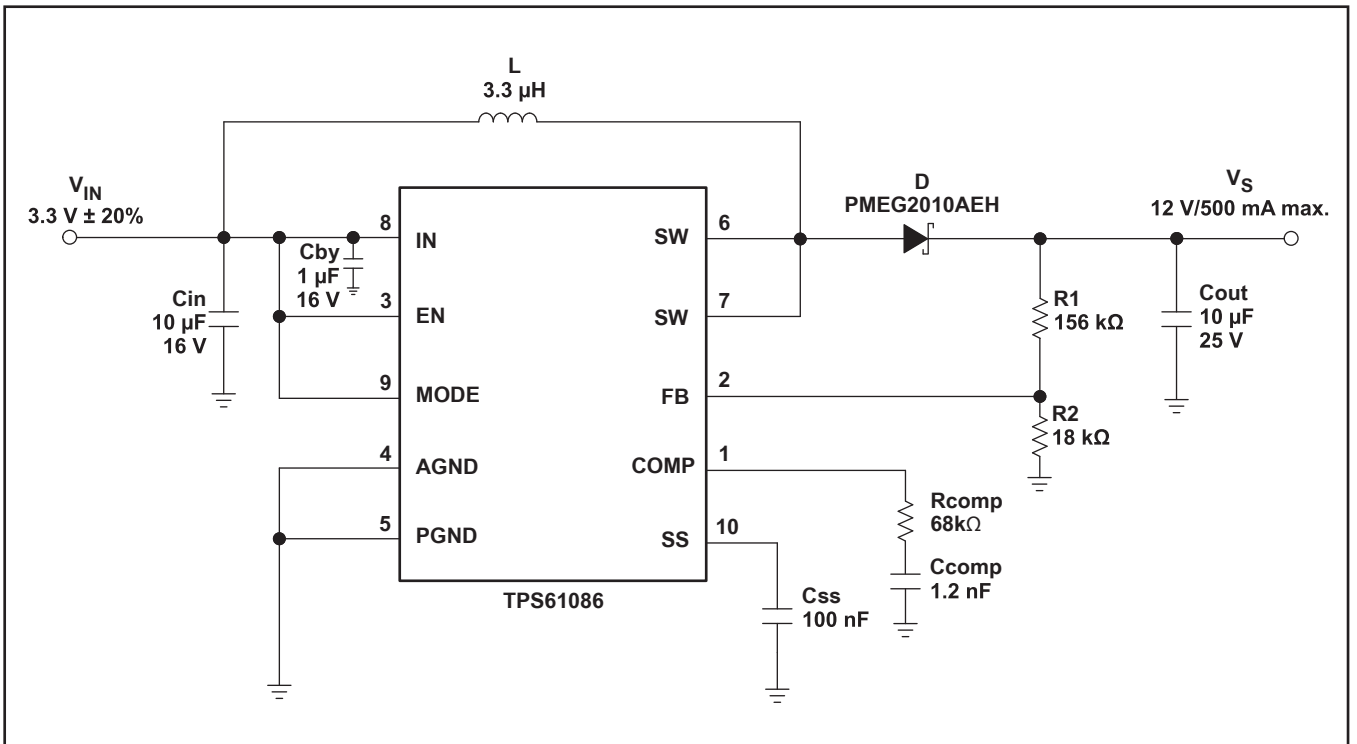 L
3.3 µH
V_IN
3.3 V ± 20%
Cin
10 µF
16 V
Cby
1 µF
16 V
8
IN
3
EN
9
MODE
4
AGND
5
PGND
SW
6
SW
7
FB
2
COMP
1
SS
10
TPS61086
D
PMEG2010AEH
V_S
12 V/500 mA max.
R1
156 kΩ
R2
18 kΩ
Cout
10 µF
25 V
Rcomp
68kΩ
Ccomp
1.2 nF
Css
100 nF